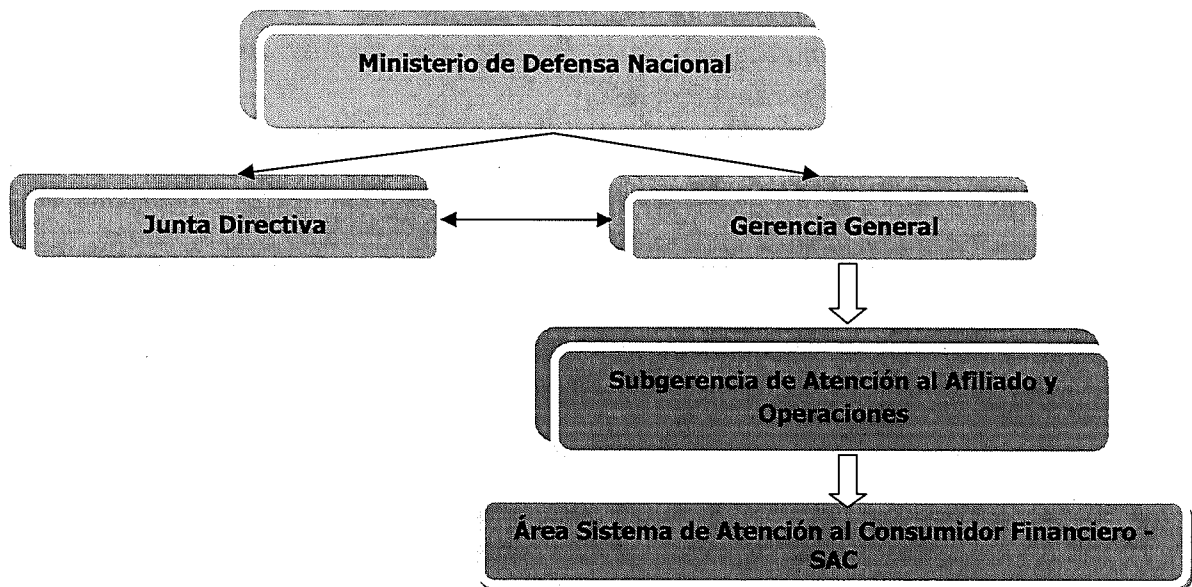 Ministerio de Defensa Nacional
Junta Directiva
Gerencia General
Subgerencia de Atención al Afiliado y
Operaciones
Área Sistema de Atención al Consumidor Financiero -
SAC